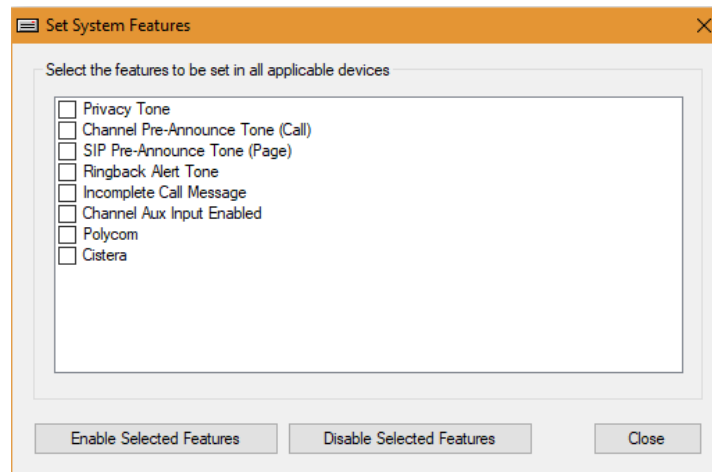 Set System Features
Select the features to be set in all applicable devices
Privacy Tone
Channel Pre-Announce Tone (Call)
SIP Pre-Announce Tone (Page)
Ringback Alert Tone
Incomplete Call Message
Channel Aux Input Enabled
Polycom
Cistera
Enable Selected Features Disable Selected Features Close